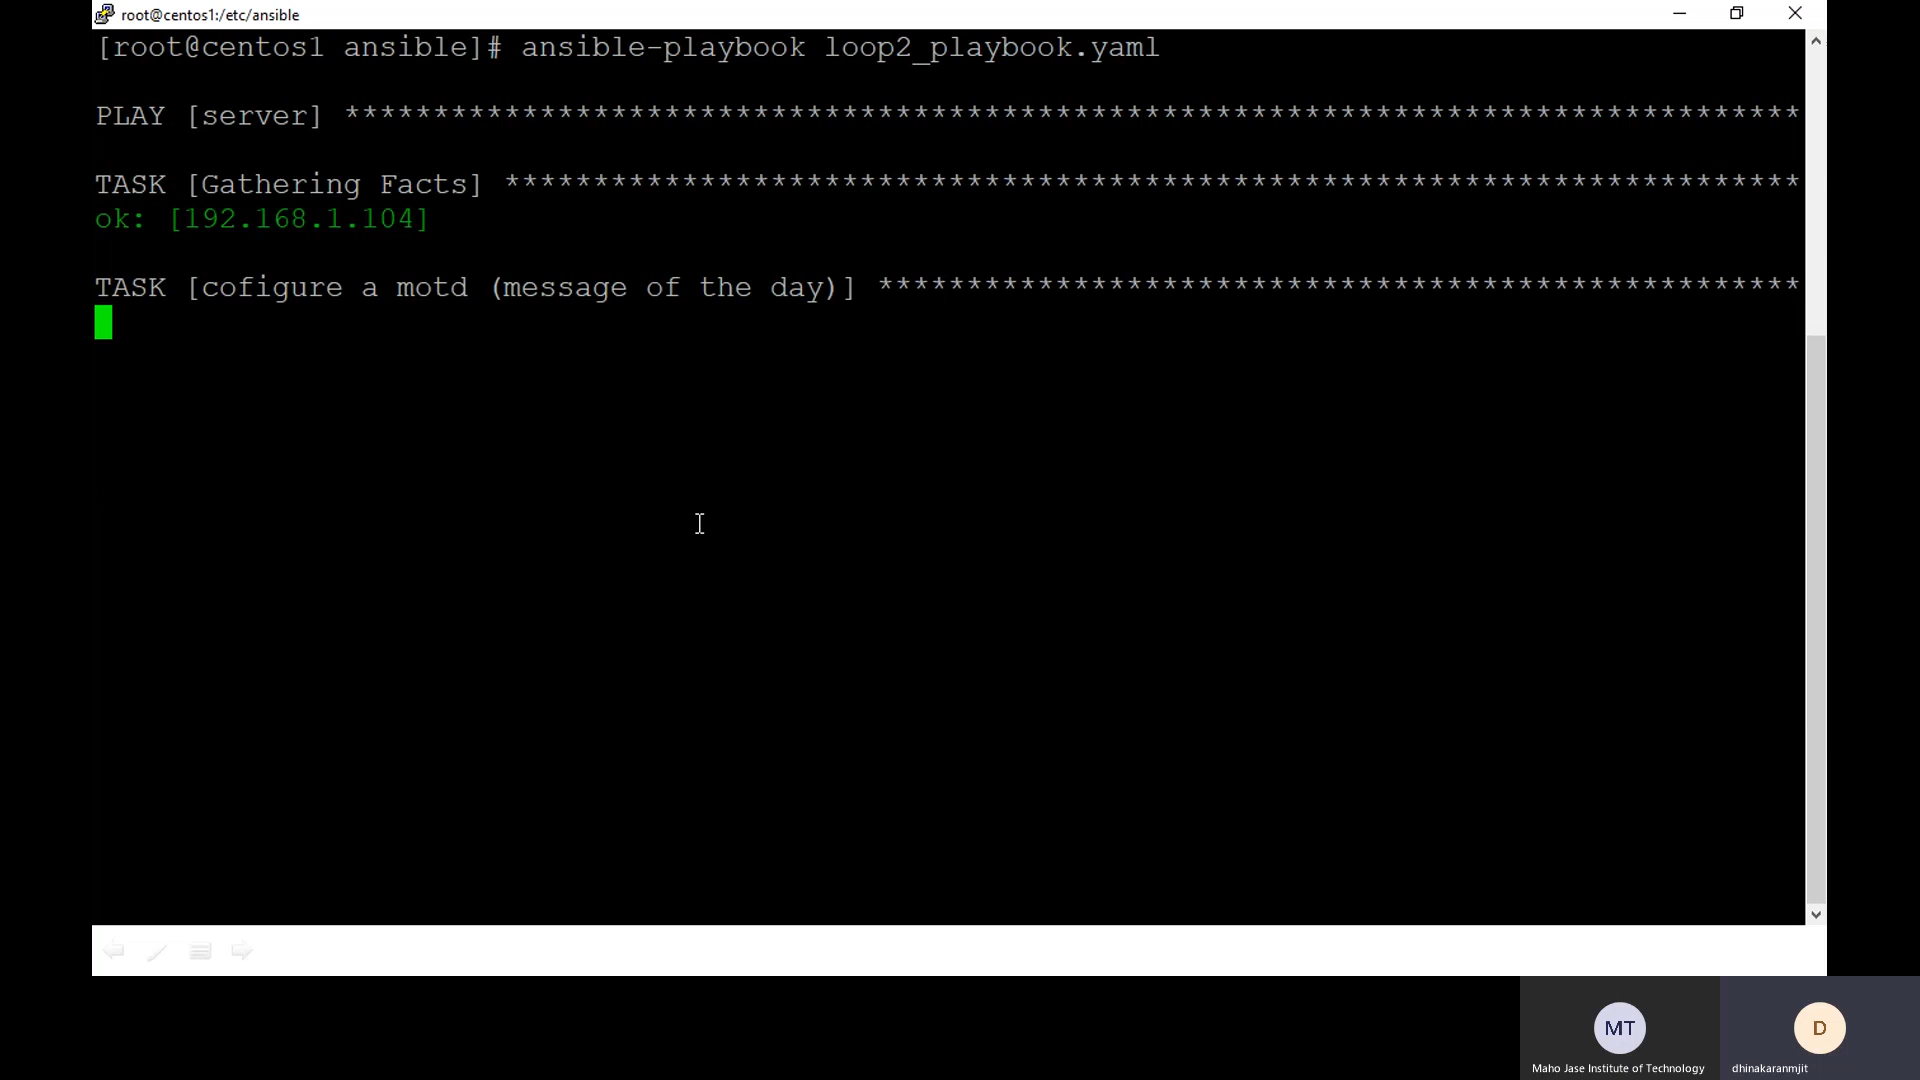 root@centos1:/etc/ansible
[root@centos1 ansible]# ansible-playbook loop2_playbook.yaml
PLAY [server] **********************************************************************************
TASK [Gathering Facts] *************************************************************************
ok: [192.168.1.104]
TASK [cofigure a motd (message of the day)] ****************************************************
MT
D
Maho Jase Institute of Technology
dhinakaranmjit